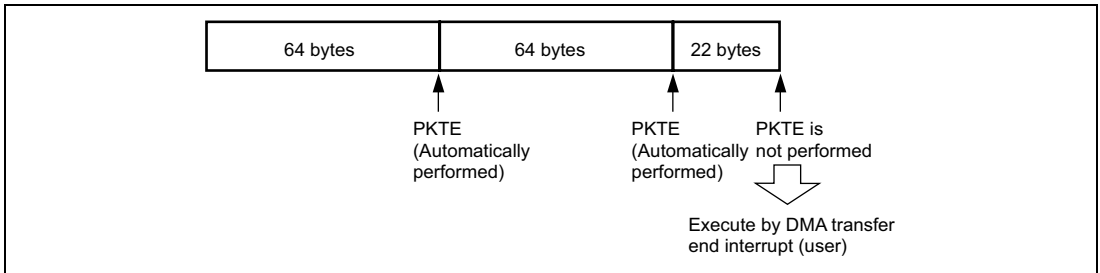 64 bytes
64 bytes
22 bytes
PKTE
(Automatically
performed)
PKTE
(Automatically
performed)
PKTE is
not performed
Execute by DMA transfer
end interrupt (user)